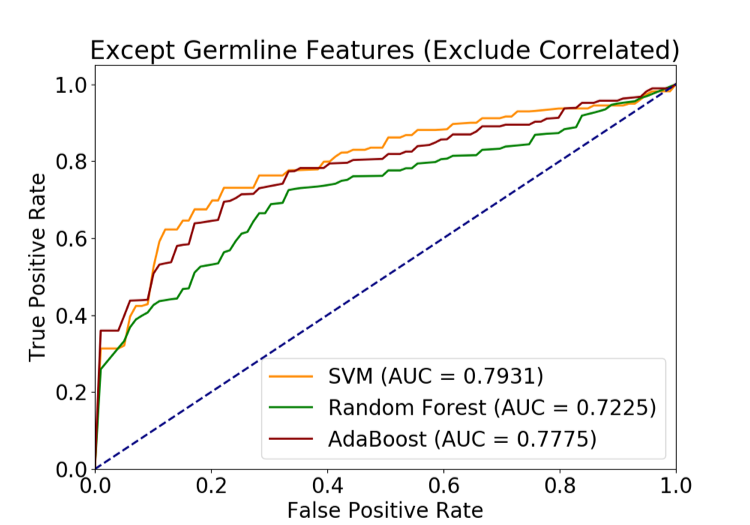 Except Germline Features (Exclude Correlated)
True Positive Rate
1.0
0.8
0.6
0.4
0.2
0.0
SVM (AUC = 0.7931)
Random Forest (AUC = 0.7225)
AdaBoost (AUC = 0.7775)
0.0 0.2 0.4 0.6 0.8 1.0
False Positive Rate